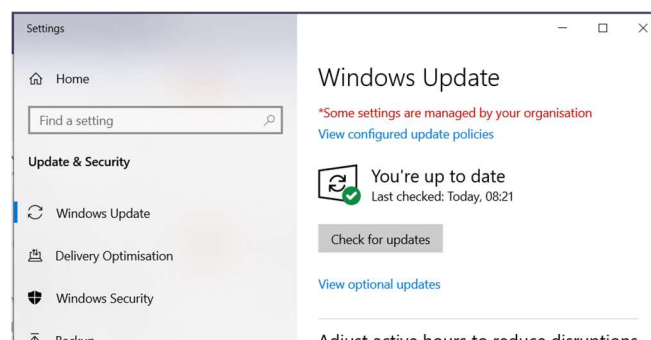 Settings
Home
Find a setting
Update & Security
Windows Update
Delivery Optimisation
Windows Security
Backup
Windows Update
*Some settings are managed by your organisation
View configured update policies
You're up to date
Last checked: Today, 08:21
Check for updates
View optional updates
Adjust active hours to reduce disruptions